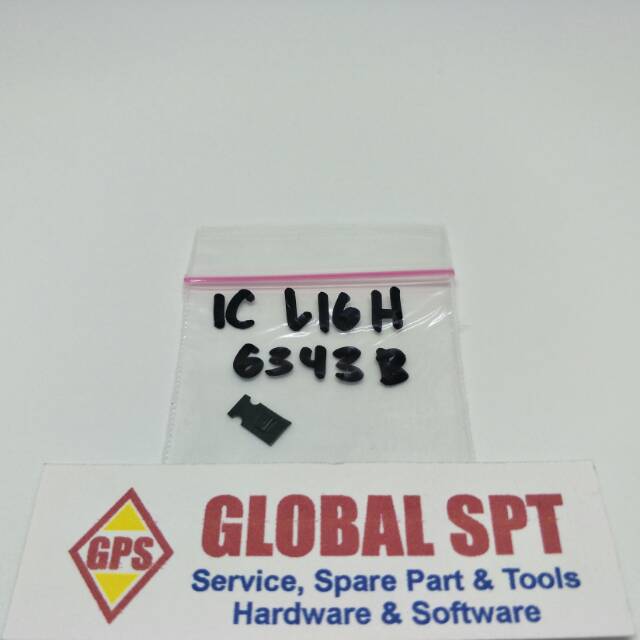 IC L16H
6343B
GPS
GLOBAL SPT
Service, Spare Part & Tools
Hardware & Software